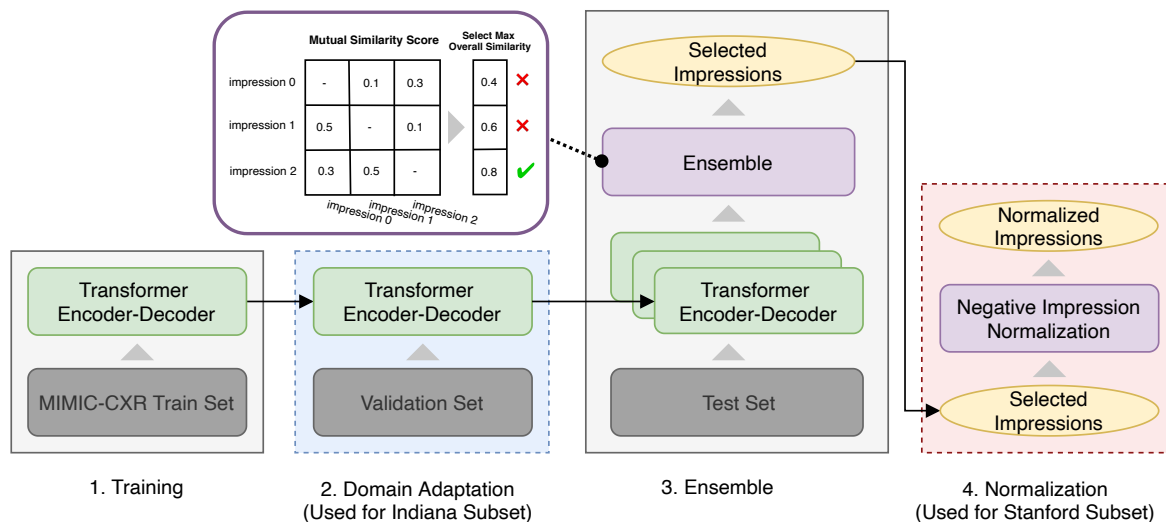 Mutual Similarity Score
Select Max
Overall Similarity
impression 0
-
0.1
0.3
0.4
impression 1
0.5
-
0.1
0.6
impression 2
0.3
0.5
-
0.8
impression 0
impression 1
impression 2
Selected
Impressions
Ensemble
Transformer
Encoder-Decoder
Test Set
Transformer
Encoder-Decoder
MIMIC-CXR Train Set
Transformer
Encoder-Decoder
Validation Set
Normalized
Impressions
Negative Impression
Normalization
Selected
Impressions
1. Training
2. Domain Adaptation
(Used for Indiana Subset)
3. Ensemble
4. Normalization
(Used for Stanford Subset)